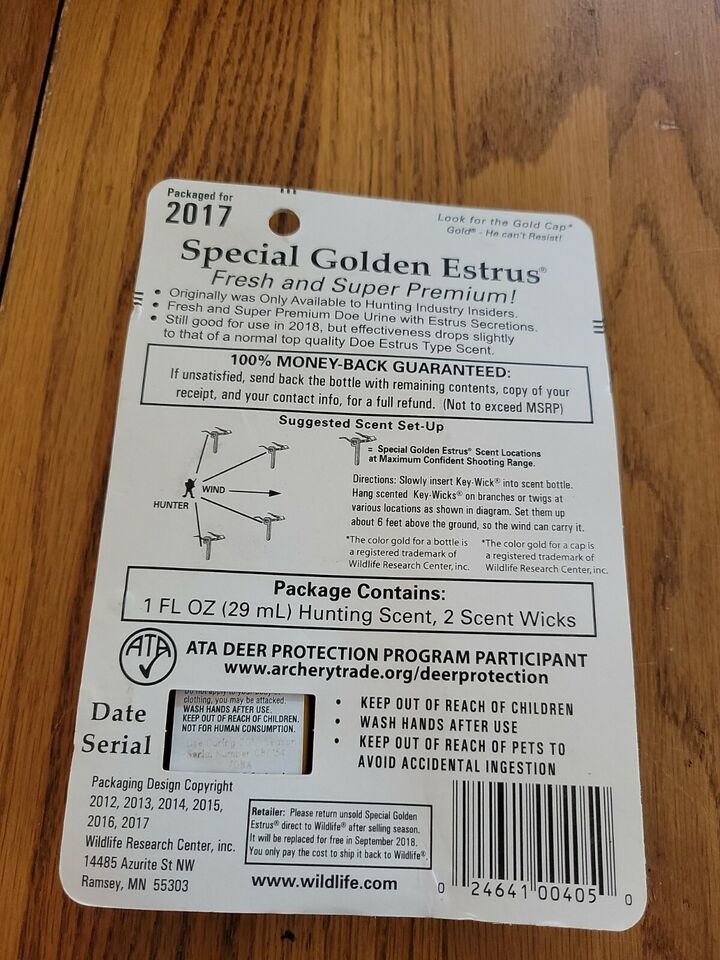 Packaged for
2017
Look for the Gold Cap*
Gold® - He can't Resist!
Special Golden Estrus®
Fresh and Super Premium!
• Originally was Only Available to Hunting Industry Insiders.
• Fresh and Super Premium Doe Urine with Estrus Secretions.
• Still good for use in 2018, but effectiveness drops slightly
to that of a normal top quality Doe Estrus Type Scent.
100% MONEY-BACK GUARANTEED:
If unsatisfied, send back the bottle with remaining contents, copy of your
receipt, and your contact info, for a full refund. (Not to exceed MSRP)
Suggested Scent Set-Up
= Special Golden Estrus® Scent Locations
at Maximum Confident Shooting Range.
WIND
HUNTER
Directions: Slowly insert Key-Wick® into scent bottle.
Hang scented Key-Wicks® on branches or twigs at
various locations as shown in diagram. Set them up
about 6 feet above the ground, so the wind can carry it.
*The color gold for a bottle is
a registered trademark of
Wildlife Research Center, inc.
*The color gold for a cap is
a registered trademark of
Wildlife Research Center, inc.
Package Contains:
1 FL OZ (29 mL) Hunting Scent, 2 Scent Wicks
ATA
ATA DEER PROTECTION PROGRAM PARTICIPANT
www.archerytrade.org/deerprotection
Date
Serial
Do not apply to your body or
clothing, you may be attacked.
WASH HANDS AFTER USE.
KEEP OUT OF REACH OF CHILDREN.
NOT FOR HUMAN CONSUMPTION.
Serial Number
• KEEP OUT OF REACH OF CHILDREN
• WASH HANDS AFTER USE
• KEEP OUT OF REACH OF PETS TO
AVOID ACCIDENTAL INGESTION
Packaging Design Copyright
2012, 2013, 2014, 2015,
2016, 2017
Wildlife Research Center, inc.
14485 Azurite St NW
Ramsey, MN 55303
Retailer: Please return unsold Special Golden
Estrus® direct to Wildlife® after selling season.
It will be replaced for free in September 2018.
You only pay the cost to ship it back to Wildlife®.
www.wildlife.com
0 24641 00405 0